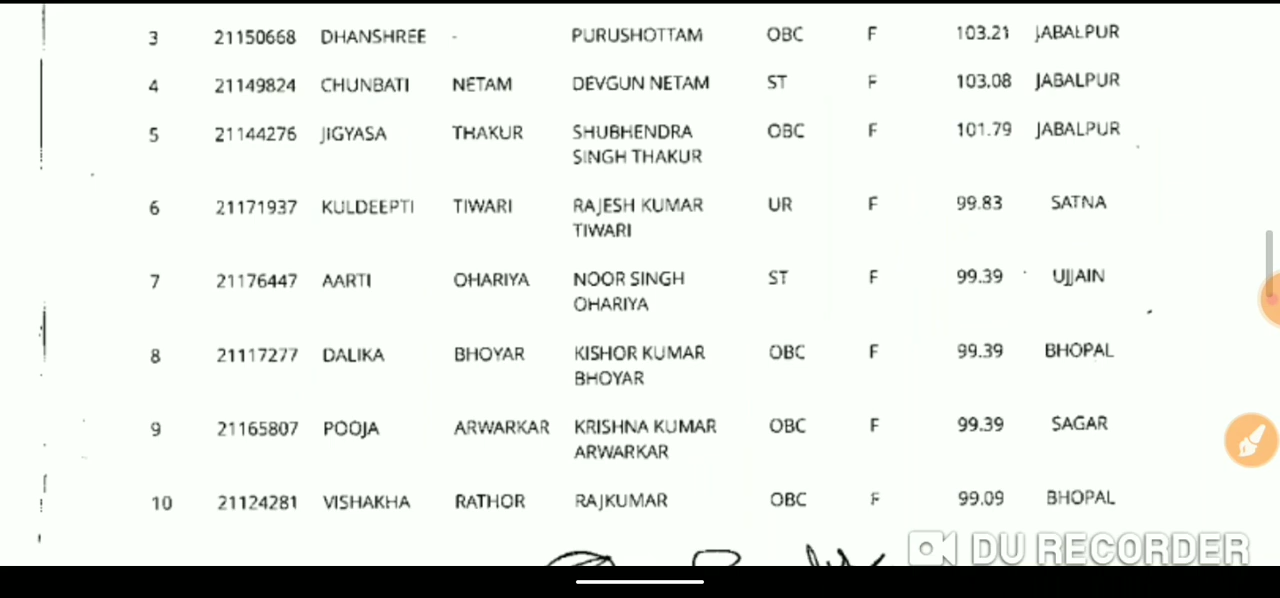 3 21150668 DHANSHREE - PURUSHOTTAM OBC F 103.21 JABALPUR
4 21149824 CHUNBATI NETAM DEVGUN NETAM ST F 103.08 JABALPUR
5 21144276 JIGYASA THAKUR SHUBHENDRA OBC F 101.79 JABALPUR
SINGH THAKUR
6 21171937 KULDEEPTI TIWARI RAJESH KUMAR UR F 99.83 SATNA
TIWARI
7 21176447 AARTI OHARIYA NOOR SINGH ST F 99.39 UJJAIN
OHARIYA
8 21117277 DALIKA BHOYAR KISHOR KUMAR OBC F 99.39 BHOPAL
BHOYAR
9 21165807 POOJA ARWARKAR KRISHNA KUMAR OBC F 99.39 SAGAR
ARWARKAR
10 21124281 VISHAKHA RATHOR RAJKUMAR OBC F 99.09 BHOPAL
DU RECORDER